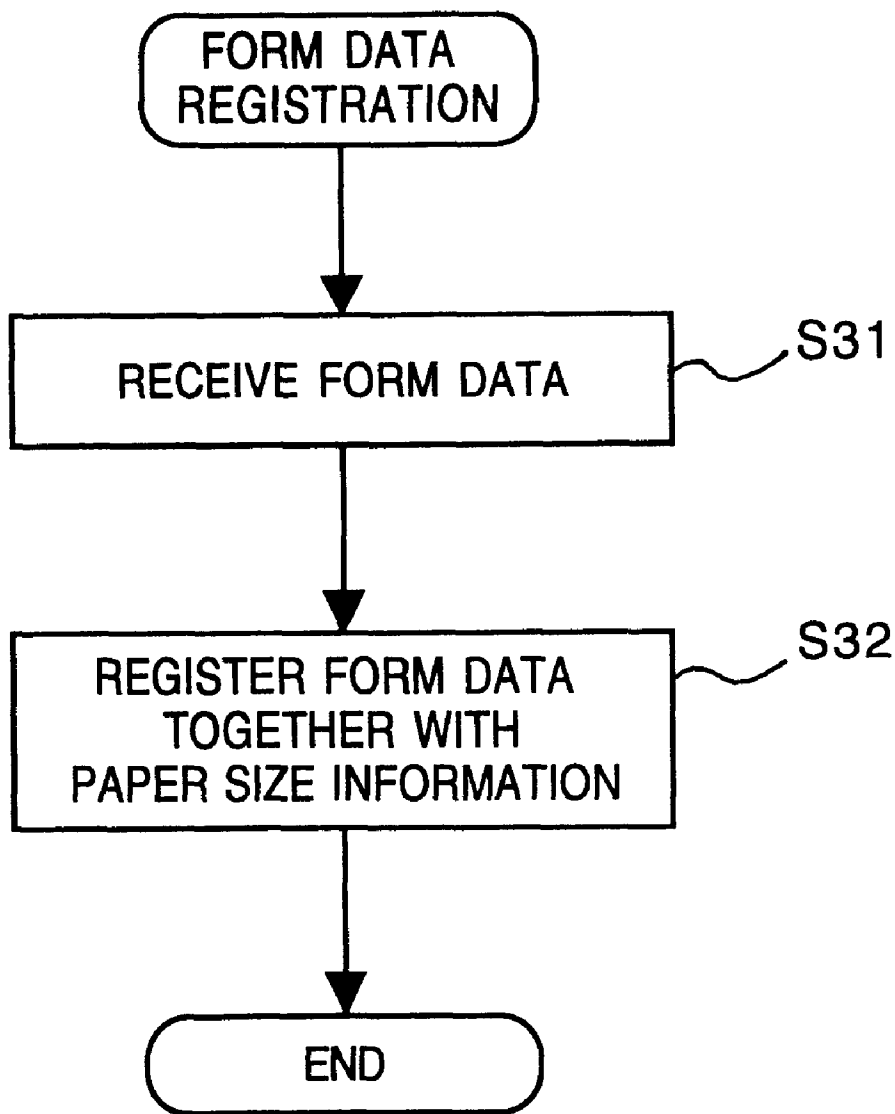 FORM DATA
REGISTRATION
RECEIVE FORM DATA
S31
REGISTER FORM DATA
TOGETHER WITH
PAPER SIZE INFORMATION
S32
END